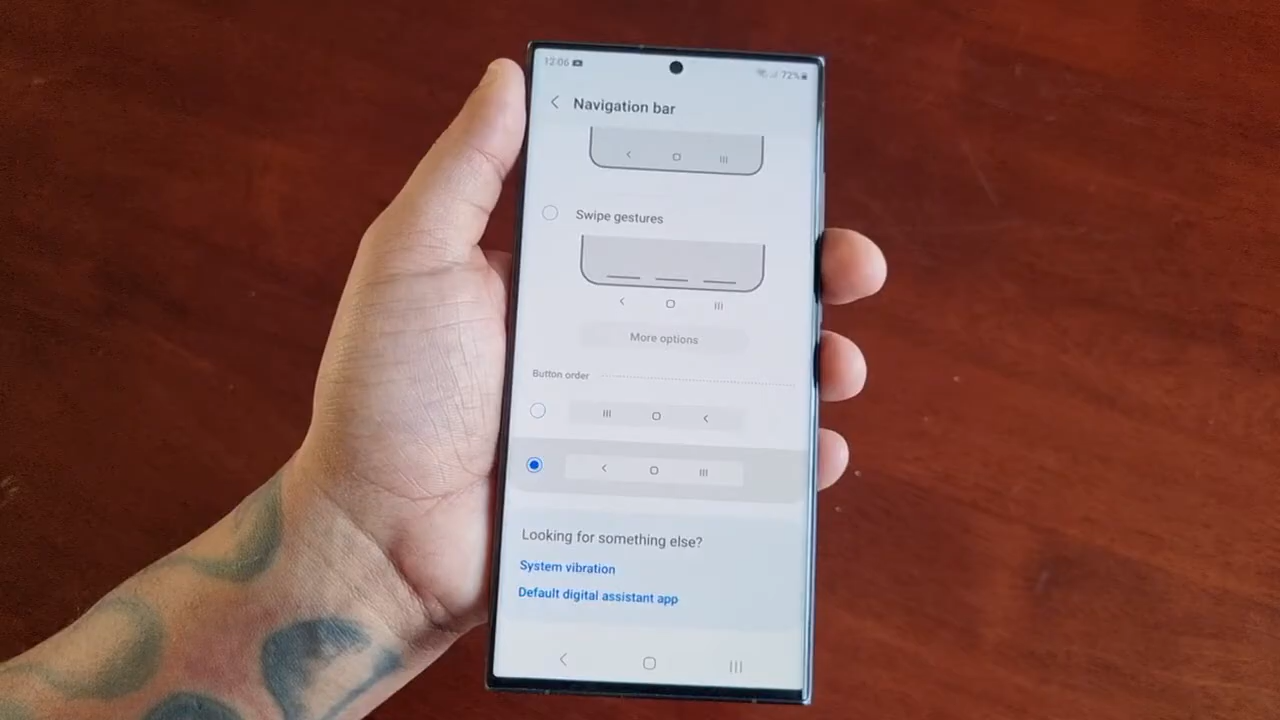 12:06
72%
Navigation bar
Swipe gestures
More options
Button order
Looking for something else?
System vibration
Default digital assistant app